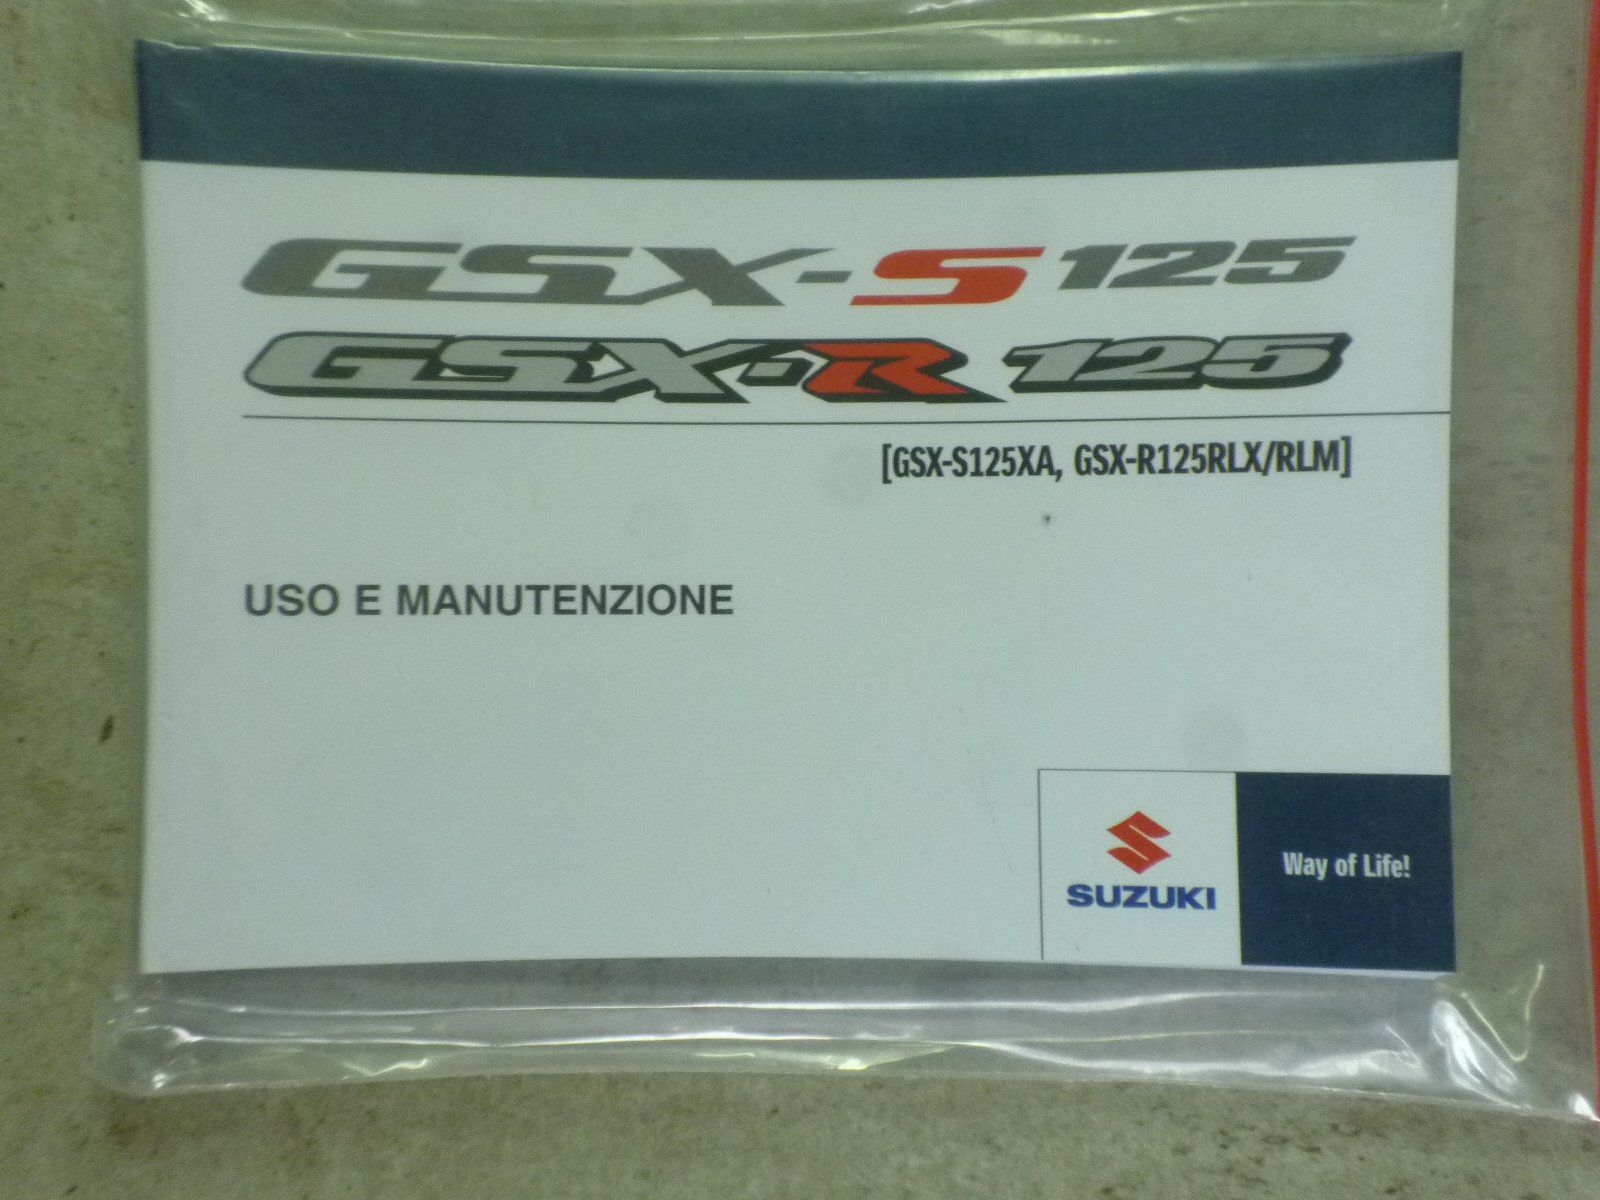 GSX-S125
GSX-R125
[GSX-S125XA, GSX-R125RLX/RLM]
USO E MANUTENZIONE
SUZUKI
Way of Life!